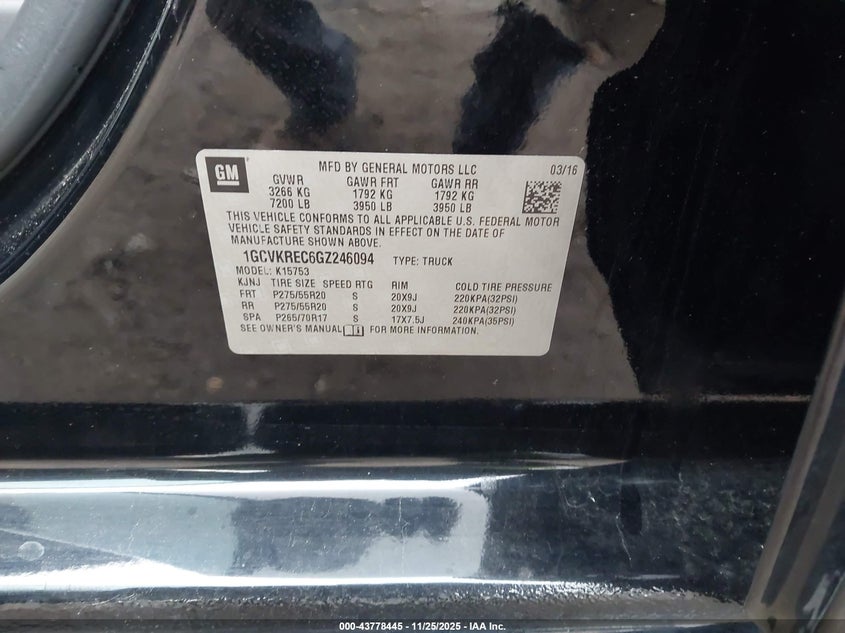 GM
MFD BY GENERAL MOTORS LLC 03/16
GVWR GAWR FRT GAWR RR
3266 KG 1792 KG 1792 KG
7200 LB 3950 LB 3950 LB
THIS VEHICLE CONFORMS TO ALL APPLICABLE U.S. FEDERAL MOTOR
VEHICLE SAFETY STANDARDS IN EFFECT ON THE DATE OF
MANUFACTURE SHOWN ABOVE.
1GCVKREC6GZ246094 TYPE: TRUCK
MODEL: K15753
KJNJ TIRE SIZE SPEED RTG RIM COLD TIRE PRESSURE
FRT P275/55R20 S 20X9J 220KPA(32PSI)
RR P275/55R20 S 20X9J 220KPA(32PSI)
SPA P265/70R17 S 17X7.5J 240KPA(35PSI)
SEE OWNER'S MANUAL FOR MORE INFORMATION.
000-43778445 - 11/25/2025 - IAA Inc.